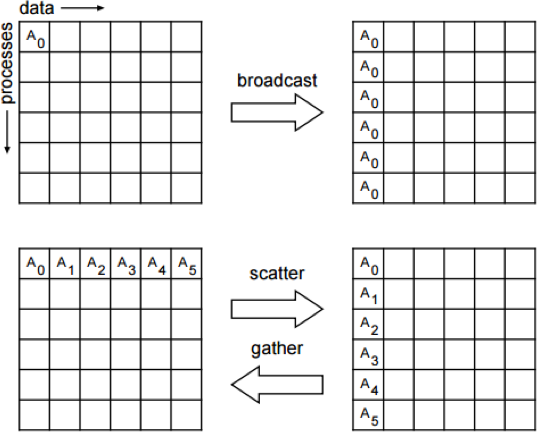 data
processes
A0
broadcast
A0
A0
A0
A0
A0
A0
A0 A1 A2 A3 A4 A5
scatter
gather
A0
A1
A2
A3
A4
A5